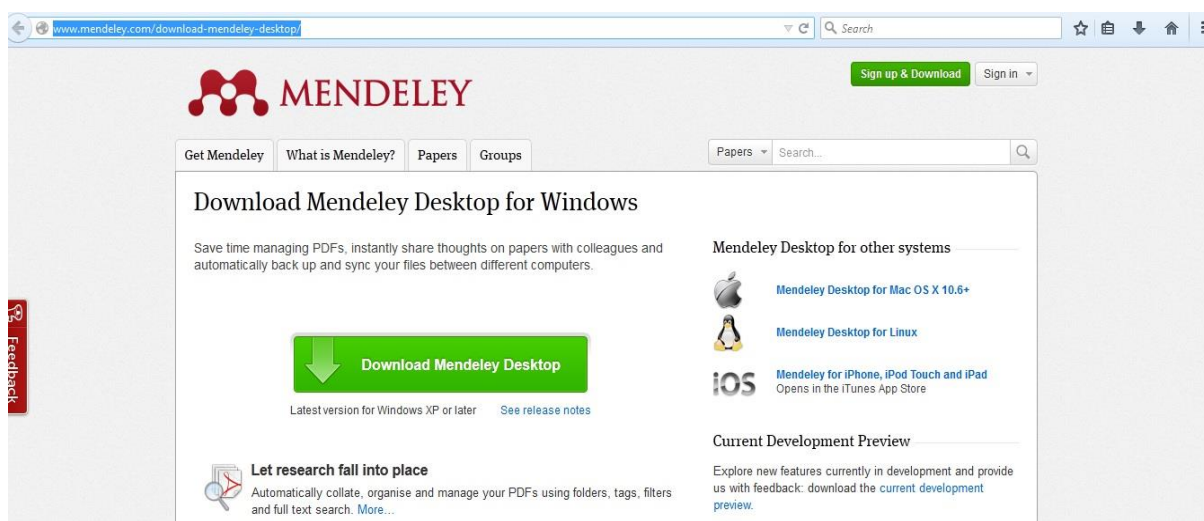 www.mendeley.com/download-mendeley-desktop/
Search
MENDELEY
Sign up & Download
Sign in
Get Mendeley
What is Mendeley?
Papers
Groups
Papers
Search...
Download Mendeley Desktop for Windows
Save time managing PDFs, instantly share thoughts on papers with colleagues and
automatically back up and sync your files between different computers.
Download Mendeley Desktop
Latest version for Windows XP or later
See release notes
Let research fall into place
Automatically collate, organise and manage your PDFs using folders, tags, filters
and full text search. More...
Mendeley Desktop for other systems
Mendeley Desktop for Mac OS X 10.6+
Mendeley Desktop for Linux
iOS
Mendeley for iPhone, iPod Touch and iPad
Opens in the iTunes App Store
Current Development Preview
Explore new features currently in development and provide
us with feedback: download the current development
preview.
Feedback